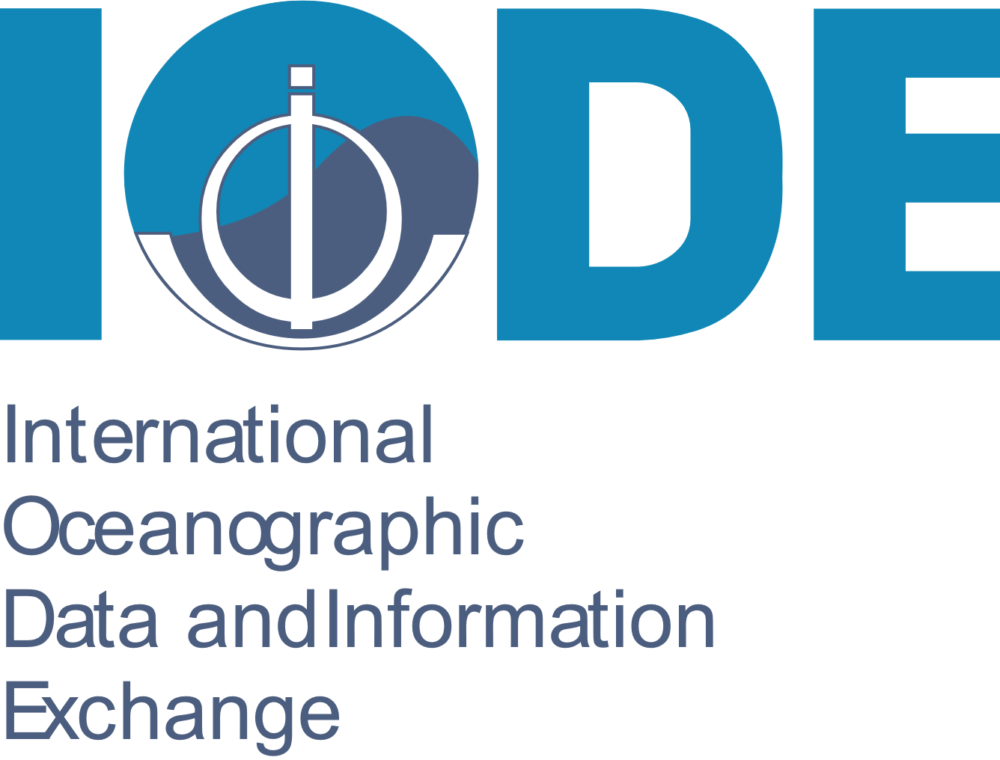 IODE
International
Oceanographic
Data and Information
Exchange